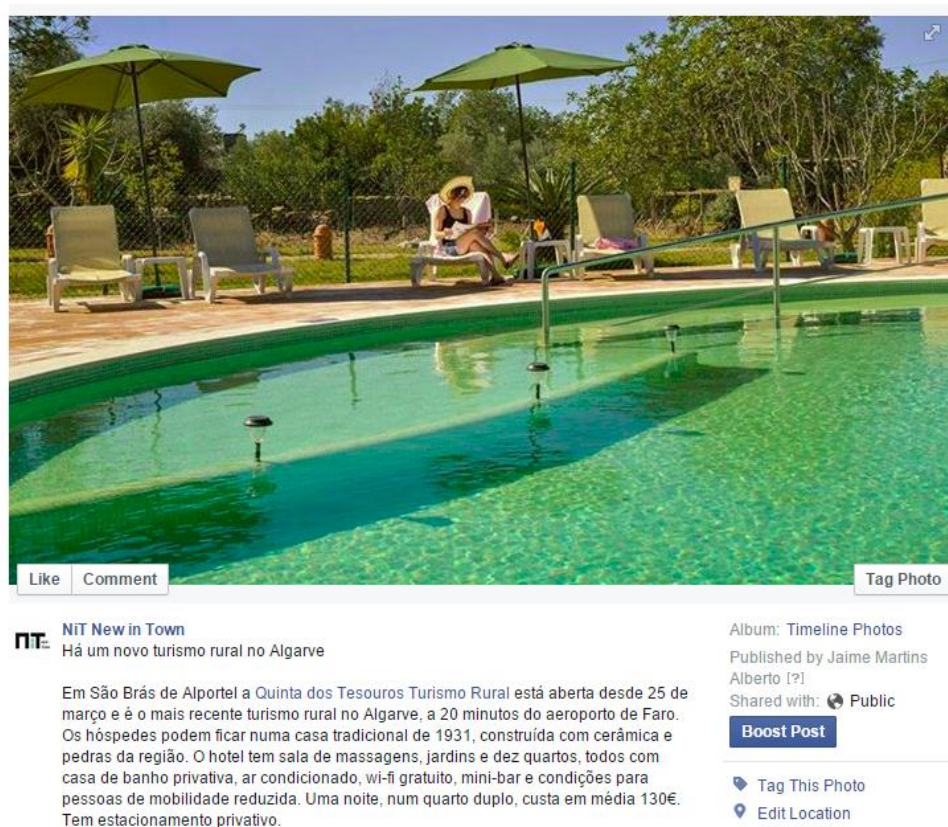 Like Comment
Tag Photo
NiT
NiT New in Town
Há um novo turismo rural no Algarve
Em São Brás de Alportel a Quinta dos Tesouros Turismo Rural está aberta desde 25 de
março e é o mais recente turismo rural no Algarve, a 20 minutos do aeroporto de Faro.
Os hóspedes podem ficar numa casa tradicional de 1931, construída com cerâmica e
pedras da região. O hotel tem sala de massagens, jardins e dez quartos, todos com
casa de banho privativa, ar condicionado, wi-fi gratuito, mini-bar e condições para
pessoas de mobilidade reduzida. Uma noite, num quarto duplo, custa em média 130€.
Tem estacionamento privativo.
Album: Timeline Photos
Published by Jaime Martins
Alberto [?]
Shared with: Public
Boost Post
Tag This Photo
Edit Location